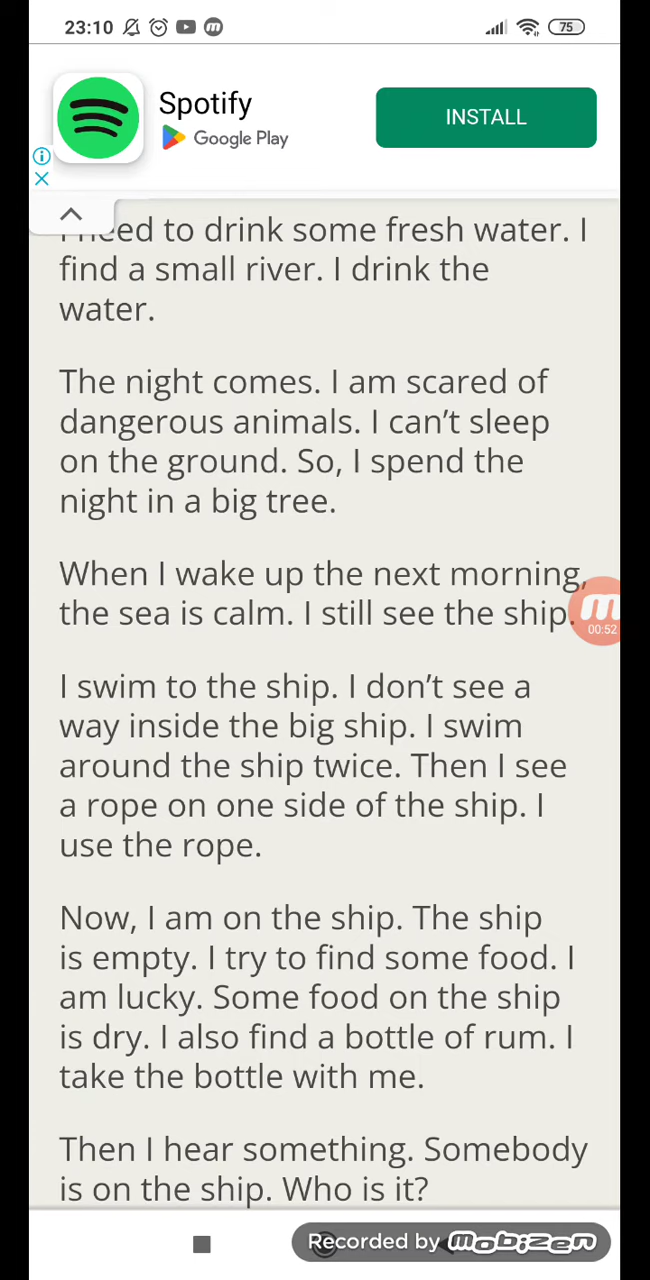 23:10
75
Spotify
Google Play
INSTALL
need to drink some fresh water. I
find a small river. I drink the
water.
The night comes. I am scared of
dangerous animals. I can't sleep
on the ground. So, I spend the
night in a big tree.
When I wake up the next morning,
the sea is calm. I still see the ship.
00:52
I swim to the ship. I don't see a
way inside the big ship. I swim
around the ship twice. Then I see
a rope on one side of the ship. I
use the rope.
Now, I am on the ship. The ship
is empty. I try to find some food. I
am lucky. Some food on the ship
is dry. I also find a bottle of rum. I
take the bottle with me.
Then I hear something. Somebody
is on the ship. Who is it?
Recorded by mobizen